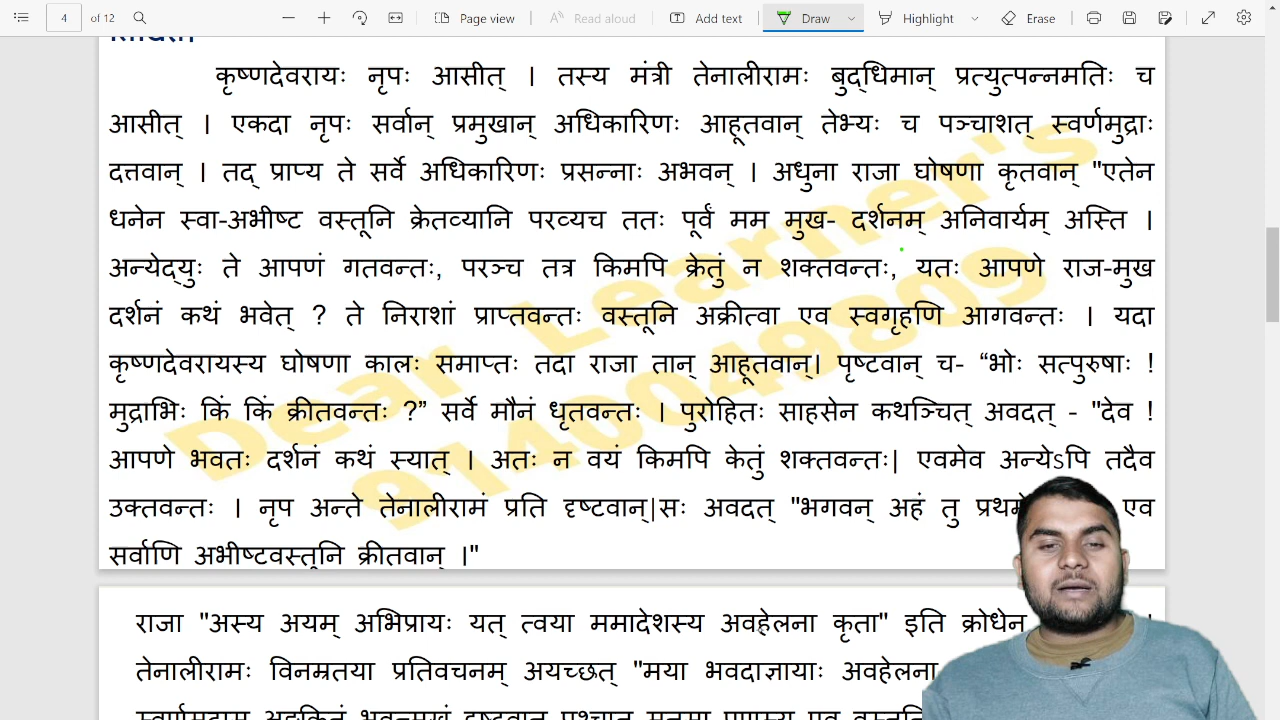 4 of 12 Page view Read aloud Add text Draw Highlight Erase
कृष्णदेवरायः नृपः आसीत् । तस्य मंत्री तेनालीरामः बुद्धिमान् प्रत्युत्पन्नमतिः च
आसीत् । एकदा नृपः सर्वान् प्रमुखान् अधिकारिणः आहूतवान् तेभ्यः च पञ्चाशत् स्वर्णमुद्राः
दत्तवान् । तद् प्राप्य ते सर्वे अधिकारिणः प्रसन्नाः अभवन् । अधुना राजा घोषणा कृतवान् "एतेन
धनेन स्वा-अभीष्ट वस्तूनि क्रेतव्यानि परव्यच ततः पूर्वं मम मुख- दर्शनम् अनिवार्यम् अस्ति ।
अन्येद्युः ते आपणं गतवन्तः, परञ्च तत्र किमपि क्रेतुं न शक्तवन्तः, यतः आपणे राज-मुख
दर्शनं कथं भवेत् ? ते निराशां प्राप्तवन्तः वस्तूनि अक्रीत्वा एव स्वगृहणि आगवन्तः । यदा
कृष्णदेवरायस्य घोषणा कालः समाप्तः तदा राजा तान् आहूतवान्। पृष्टवान् च- “भोः सत्पुरुषाः !
मुद्राभिः किं किं क्रीतवन्तः ?” सर्वे मौनं धृतवन्तः । पुरोहितः साहसेन कथञ्चित् अवदत् - "देव !
आपणे भवतः दर्शनं कथं स्यात् । अतः न वयं किमपि केतुं शक्तवन्तः| एवमेव अन्येsपि तदैव
उक्तवन्तः । नृप अन्ते तेनालीरामं प्रति दृष्टवान्|सः अवदत् "भगवन् अहं तु एव
सर्वाणि अभीष्टवस्तूनि क्रीतवान् ।"
राजा "अस्य अयम् अभिप्रायः यत् त्वया ममादेशस्य अवहेलना कृता" इति क्रोधेन ।
तेनालीरामः विनम्रतया प्रतिवचनम् अयच्छत् "मया भवदाज्ञायाः अवहेलना
Dear Learner's
9140049809